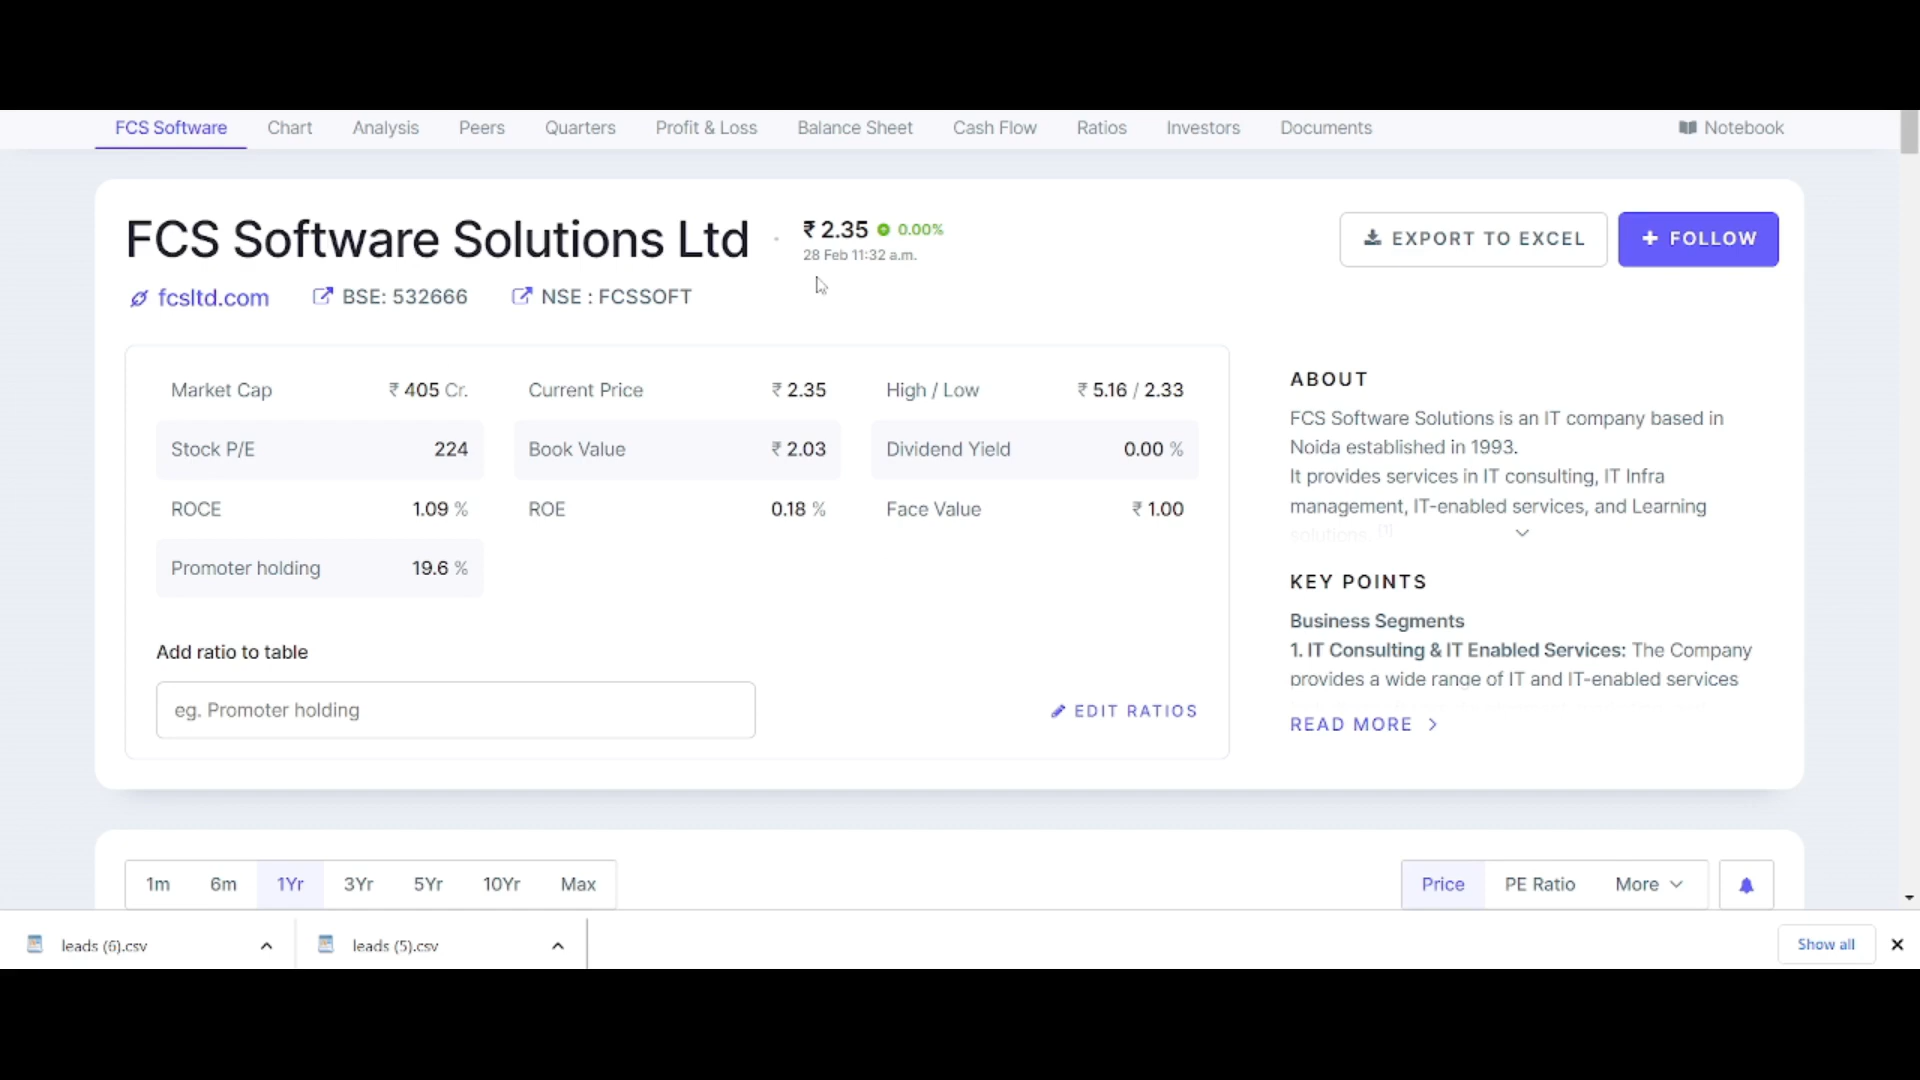 FCS Software Chart Analysis Peers Quarters Profit & Loss Balance Sheet Cash Flow Ratios Investors Documents Notebook
FCS Software Solutions Ltd
₹ 2.35 0.00%
28 Feb 11:32 a.m.
EXPORT TO EXCEL
+ FOLLOW
fcsltd.com BSE: 532666 NSE : FCSSOFT
Market Cap ₹ 405 Cr.
Current Price ₹ 2.35
High / Low ₹ 5.16 / 2.33
Stock P/E 224
Book Value ₹ 2.03
Dividend Yield 0.00 %
ROCE 1.09 %
ROE 0.18 %
Face Value ₹ 1.00
Promoter holding 19.6 %
Add ratio to table
eg. Promoter holding
EDIT RATIOS
ABOUT
FCS Software Solutions is an IT company based in
Noida established in 1993.
It provides services in IT consulting, IT Infra
management, IT-enabled services, and Learning
solutions. [1]
KEY POINTS
Business Segments
1. IT Consulting & IT Enabled Services: The Company
provides a wide range of IT and IT-enabled services
READ MORE
1m 6m 1Yr 3Yr 5Yr 10Yr Max
Price PE Ratio More
leads (6).csv
leads (5).csv
Show all